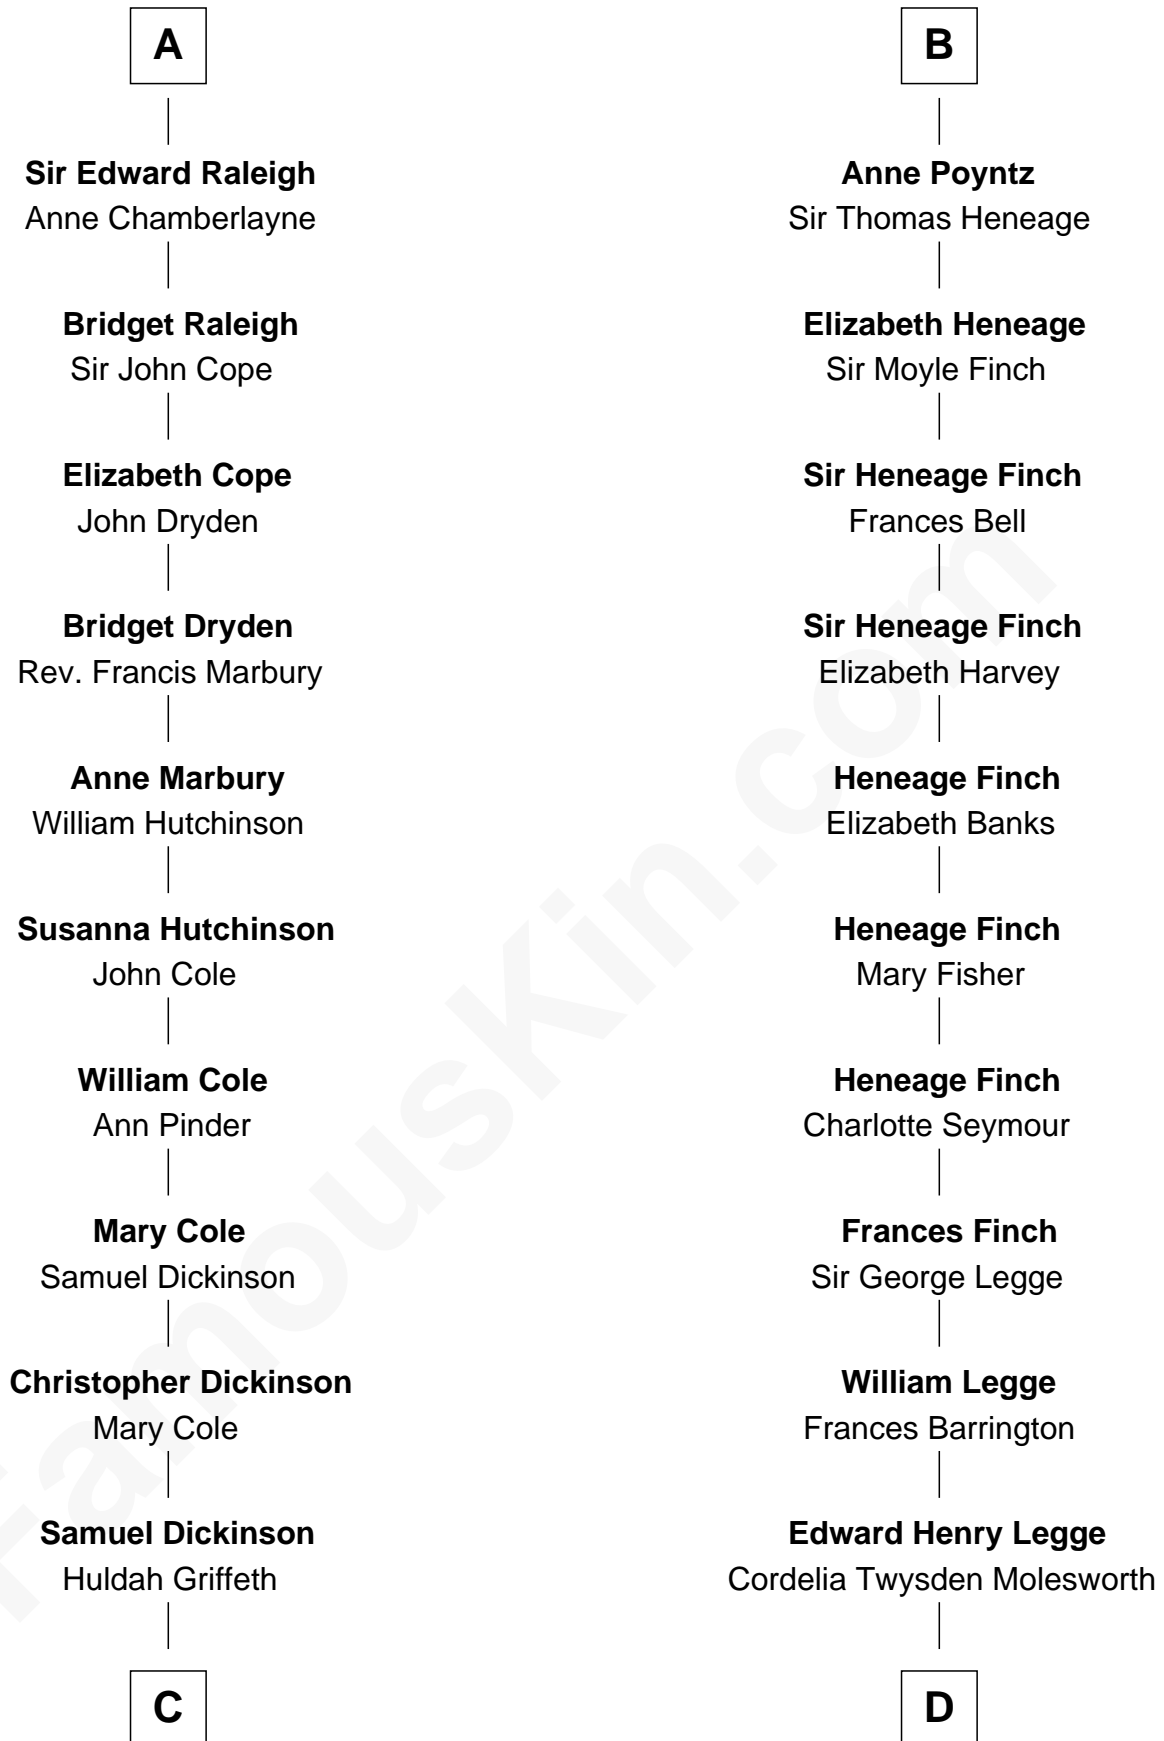 A
Sir Edward Raleigh
Anne Chamberlayne
Bridget Raleigh
Sir John Cope
Elizabeth Cope
John Dryden
Bridget Dryden
Rev. Francis Marbury
Anne Marbury
William Hutchinson
Susanna Hutchinson
John Cole
William Cole
Ann Pinder
Mary Cole
Samuel Dickinson
Christopher Dickinson
Mary Cole
Samuel Dickinson
Huldah Griffeth
C
B
Anne Poyntz
Sir Thomas Heneage
Elizabeth Heneage
Sir Moyle Finch
Sir Heneage Finch
Frances Bell
Sir Heneage Finch
Elizabeth Harvey
Heneage Finch
Elizabeth Banks
Heneage Finch
Mary Fisher
Heneage Finch
Charlotte Seymour
Frances Finch
Sir George Legge
William Legge
Frances Barrington
Edward Henry Legge
Cordelia Twysden Molesworth
D
FamousKin.com